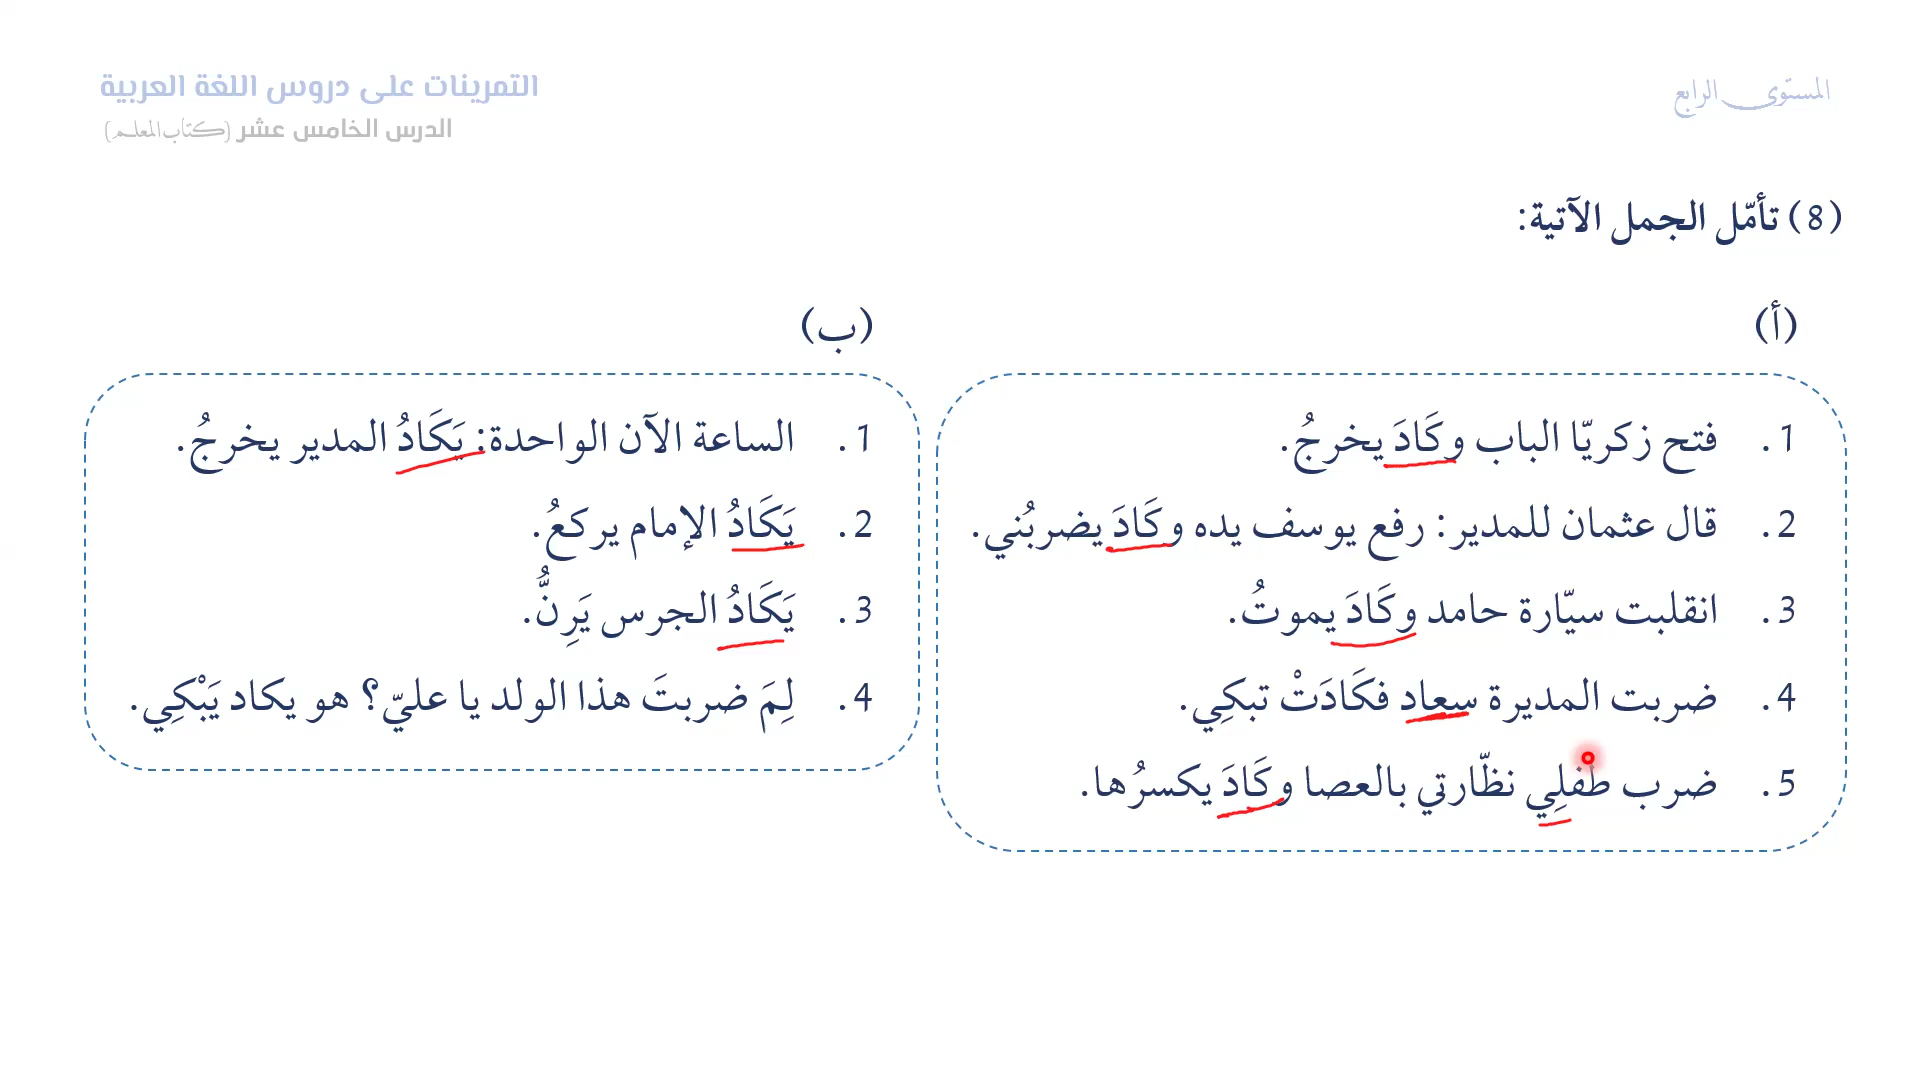 المستوى الرابع
التمرينات على دروس اللغة العربية
الدرس الخامس عشر (كتاب المعلم)
(8) تأمّل الجمل الآتية:
(أ)
1. فتح زكريّا الباب وكَادَ يخرجُ.
2. قال عثمان للمدير: رفع يوسف يده وكَادَ يضربُني.
3. انقلبت سيّارة حامد وكَادَ يموتُ.
4. ضربت المديرة سعاد فكَادَتْ تبكِي.
5. ضرب طفلِي نظّارتي بالعصا وكَادَ يكسرُها.
(ب)
1. الساعة الآن الواحدة: يَكَادُ المدير يخرجُ.
2. يَكَادُ الإمام يركعُ.
3. يَكَادُ الجرس يَرِنُّ.
4. لِمَ ضربتَ هذا الولد يا عليّ؟ هو يكاد يَبْكِي.